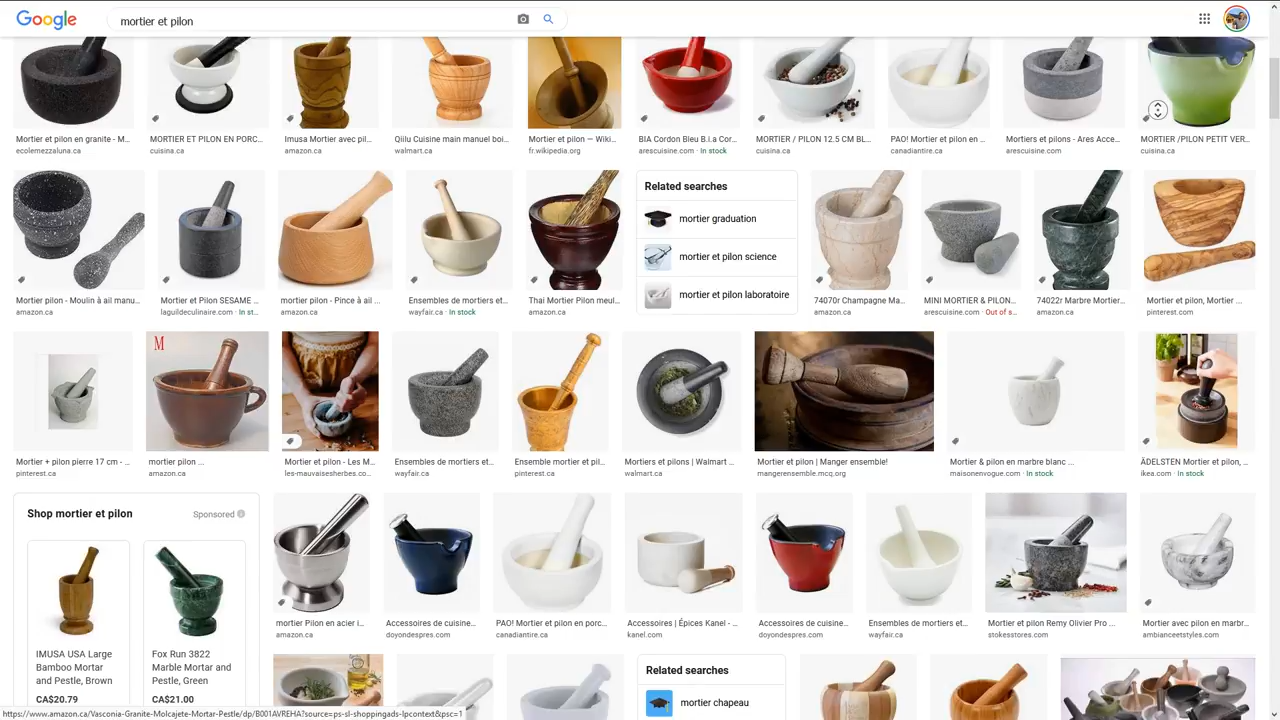 Google
mortier et pilon
Mortier et pilon en granite - M...
ecolemezzaluna.ca
MORTIER ET PILON EN PORC...
cuisina.ca
Imusa Mortier avec pil...
amazon.ca
Qiilu Cuisine main manuel boi...
walmart.ca
Mortier et pilon — Wiki...
fr.wikipedia.org
BIA Cordon Bleu B.I.a Cor...
arescuisine.com · In stock
MORTIER / PILON 12.5 CM BL...
cuisina.ca
PAO! Mortier et pilon en ...
canadiantire.ca
Mortiers et pilons - Ares Acce...
arescuisine.com
MORTIER /PILON PETIT VER...
cuisina.ca
Mortier pilon - Moulin à ail manu...
amazon.ca
Mortier et Pilon SESAME ...
laguildeculinaire.com · In st...
mortier pilon - Pince à ail ...
amazon.ca
Ensembles de mortiers et...
wayfair.ca · In stock
Thai Mortier Pilon meul...
amazon.ca
Related searches
mortier graduation
mortier et pilon science
mortier et pilon laboratoire
74070r Champagne Ma...
amazon.ca
MINI MORTIER & PILON...
arescuisine.com · Out of s...
74022r Marbre Mortier...
amazon.ca
Mortier et pilon, Mortier ...
pinterest.com
M
Mortier + pilon pierre 17 cm - ...
pinterest.ca
mortier pilon ...
amazon.ca
Mortier et pilon - Les M...
les-mauvaisesherbes.co...
Ensembles de mortiers et...
wayfair.ca
Ensemble mortier et pil...
pinterest.ca
Mortiers et pilons | Walmart ...
walmart.ca
Mortier et pilon | Manger ensemble!
mangerensemble.mcq.org
Mortier & pilon en marbre blanc ...
maisonenvogue.com · In stock
ÄDELSTEN Mortier et pilon, ...
ikea.com · In stock
Shop mortier et pilon
Sponsored
IMUSA USA Large
Bamboo Mortar
and Pestle, Brown
CA$20.79
Fox Run 3822
Marble Mortar and
Pestle, Green
CA$21.00
mortier Pilon en acier i...
amazon.ca
Accessoires de cuisine...
doyondespres.com
PAO! Mortier et pilon en porc...
canadiantire.ca
Accessoires | Épices Kanel - ...
kanel.com
Accessoires de cuisine...
doyondespres.com
Ensembles de mortiers et...
wayfair.ca
Mortier et pilon Remy Olivier Pro ...
stokesstores.com
Mortier avec pilon en marbr...
ambianceetstyles.com
Related searches
mortier chapeau
https://www.amazon.ca/Vasconia-Granite-Molcajete-Mortar-Pestle/dp/B001AVREHA?source=ps-sl-shoppingads-lpcontext&psc=1